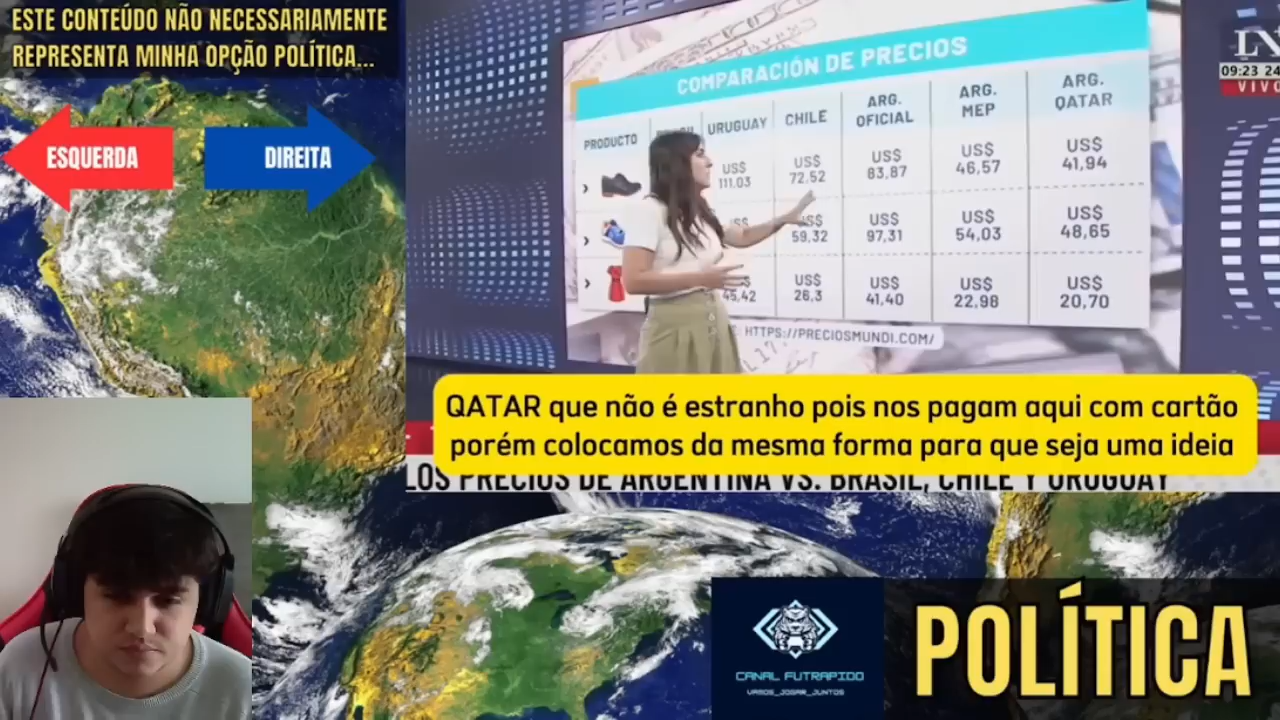 ESTE CONTEÚDO NÃO NECESSARIAMENTE
REPRESENTA MINHA OPÇÃO POLÍTICA...
ESQUERDA
DIREITA
COMPARACIÓN DE PRECIOS
PRODUCTO URUGUAY CHILE ARG. OFICIAL ARG. MEP ARG. QATAR
US$ 111.03 US$ 72.52 US$ 83,87 US$ 46,57 US$ 41,94
US$ 59,32 US$ 97,31 US$ 54,03 US$ 48,65
45,42 US$ 26,3 US$ 41,40 US$ 22,98 US$ 20,70
HTTPS://PRECIOSMUNDI.COM/
LN
09:23 24
VIVO
QATAR que não é estranho pois nos pagam aqui com cartão
porém colocamos da mesma forma para que seja uma ideia
LOS PRECIOS DE ARGENTINA VS. BRASIL, CHILE Y URUGUAY
CANAL FUTRAPIDO
VAMOS_JOGAR_JUNTOS
POLÍTICA